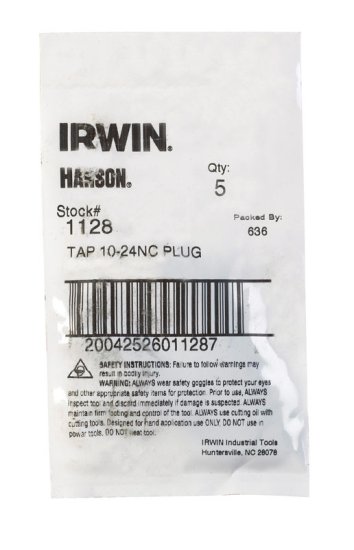 IRWIN.
HANSON®
Qty:
5
Stock#
1128
Packed By:
636
TAP 10-24NC PLUG
20042526011287
SAFETY INSTRUCTIONS: Failure to follow warnings may
result in bodily injury.
WARNING: ALWAYS wear safety goggles to protect your eyes
and other appropriate safety items for protection. Prior to use, ALWAYS
inspect tool and discard immediately if damage is suspected. ALWAYS
maintain firm footing and control of the tool. ALWAYS use cutting oil with
cutting tools. Designed for hand application use ONLY. DO NOT use in
power tools. DO NOT heat tool.
IRWIN Industrial Tools
Huntersville, NC 28078